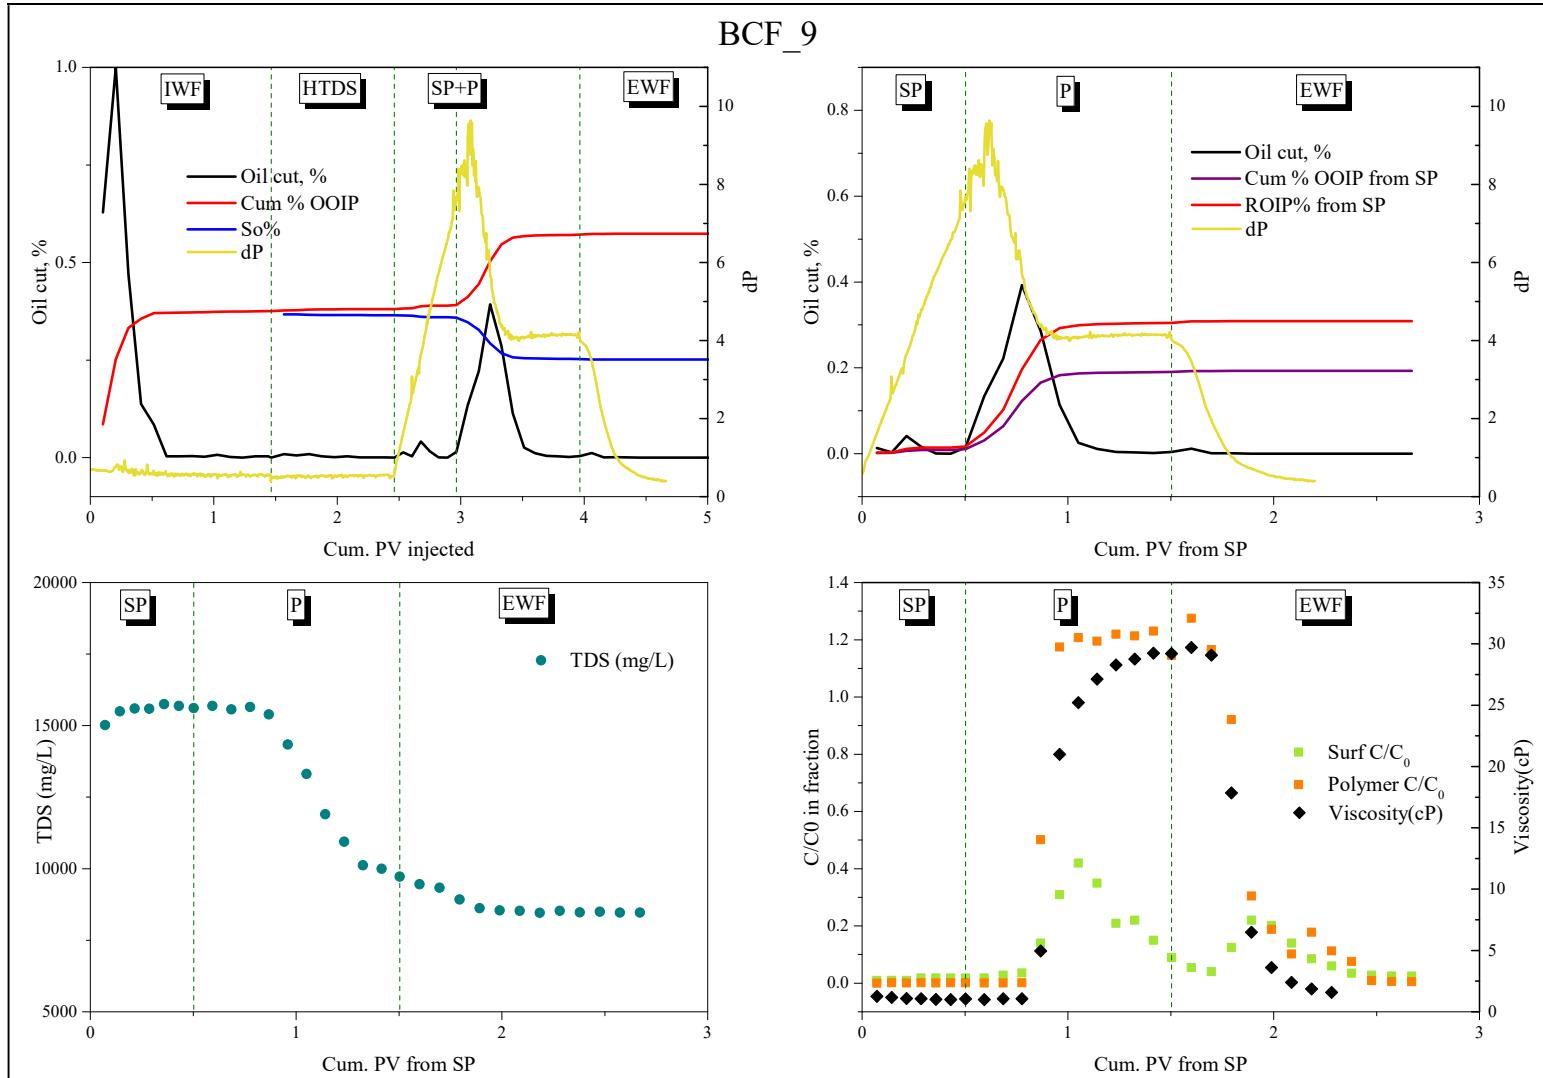 BCF_9
IWF
HTDS
SP+P
EWF
Oil cut, %
Cum % OOIP
So%
dP
1.0
0.5
0.0
Oil cut, %
10
8
6
4
2
0
dP
0 1 2 3 4 5
Cum. PV injected
SP
P
EWF
Oil cut, %
Cum % OOIP from SP
ROIP% from SP
dP
0.8
0.6
0.4
0.2
0.0
Oil cut, %
10
8
6
4
2
0
dP
0 1 2 3
Cum. PV from SP
SP
P
EWF
TDS (mg/L)
20000
15000
10000
5000
TDS (mg/L)
0 1 2 3
Cum. PV from SP
SP
P
EWF
Surf C/C0
Polymer C/C0
Viscosity(cP)
1.4
1.2
1.0
0.8
0.6
0.4
0.2
0.0
C/C0 in fraction
35
30
25
20
15
10
5
0
Viscosity(cP)
0 1 2 3
Cum. PV from SP